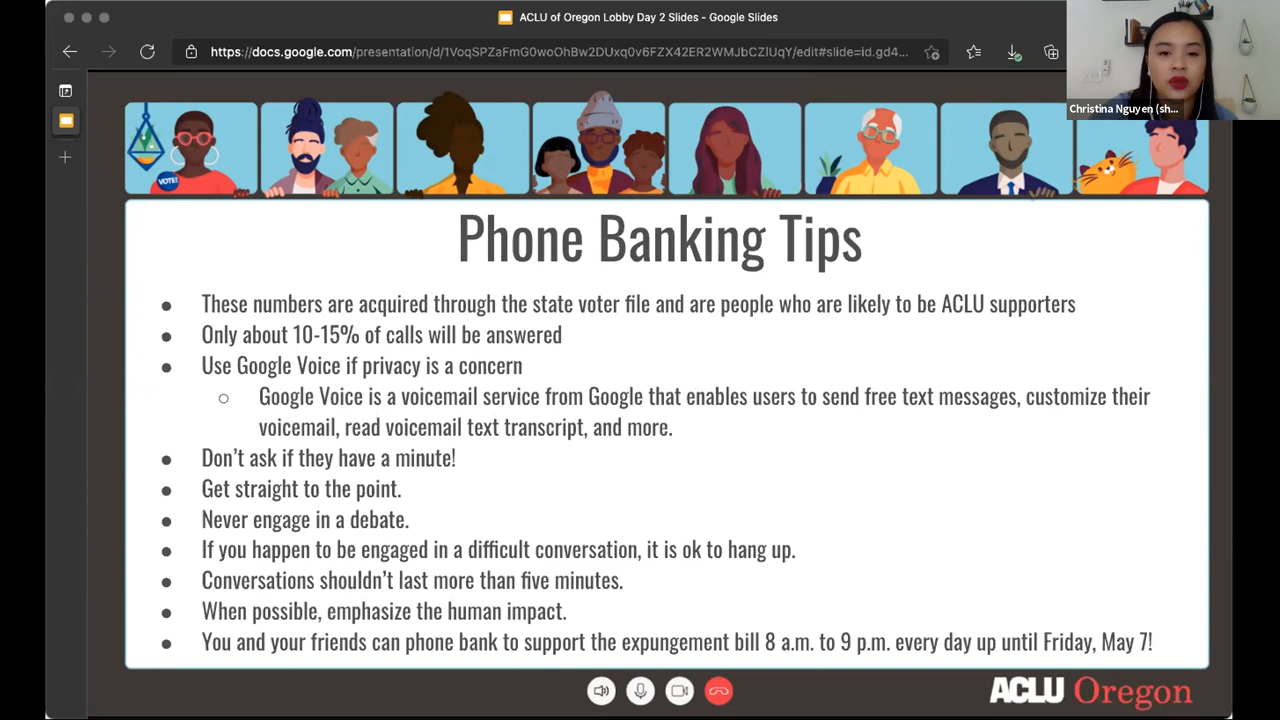 ACLU of Oregon Lobby Day 2 Slides - Google Slides
https://docs.google.com/presentation/d/1VoqSPZaFmG0woOhBw2DUxq0v6FZX42ER2WMJbCZlUqY/edit#slide=id.gd4...
Christina Nguyen (sh...
VOTE!
Phone Banking Tips
● These numbers are acquired through the state voter file and are people who are likely to be ACLU supporters
● Only about 10-15% of calls will be answered
● Use Google Voice if privacy is a concern
○ Google Voice is a voicemail service from Google that enables users to send free text messages, customize their
voicemail, read voicemail text transcript, and more.
● Don't ask if they have a minute!
● Get straight to the point.
● Never engage in a debate.
● If you happen to be engaged in a difficult conversation, it is ok to hang up.
● Conversations shouldn't last more than five minutes.
● When possible, emphasize the human impact.
● You and your friends can phone bank to support the expungement bill 8 a.m. to 9 p.m. every day up until Friday, May 7!
ACLU Oregon